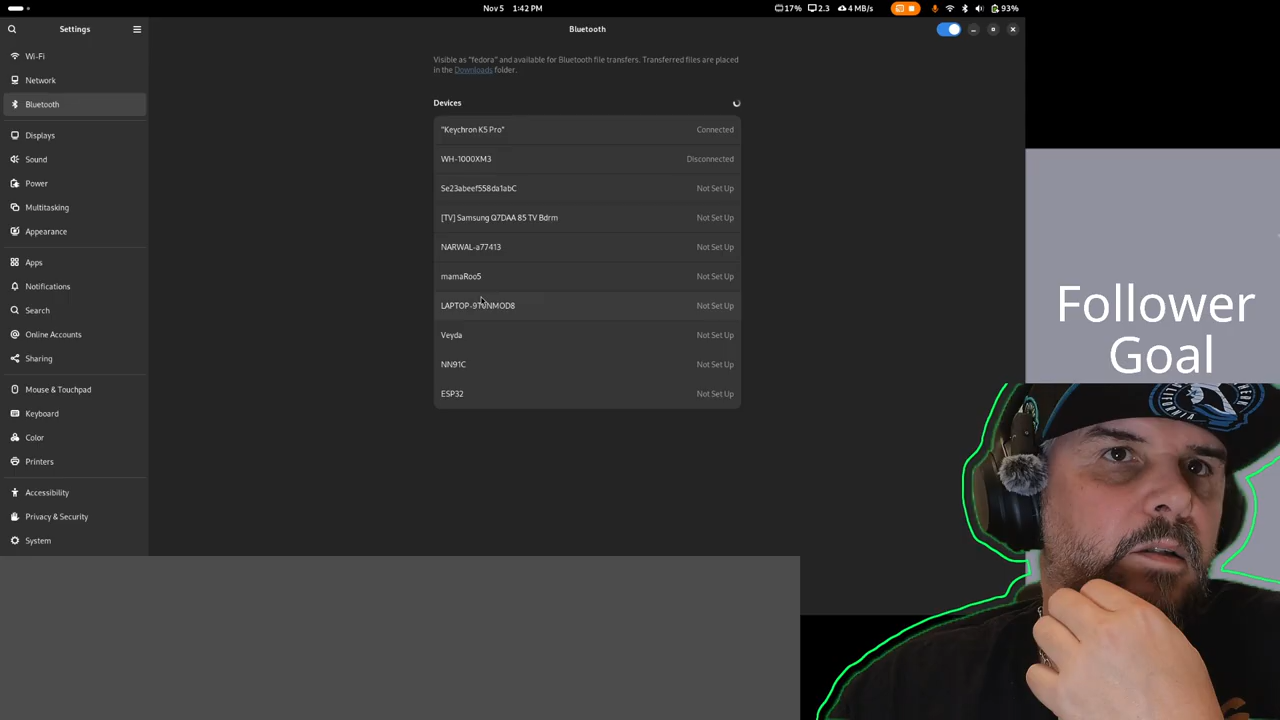 Nov 5 1:42 PM
17% 2.3 4 MB/s 93%
Settings
Bluetooth
Wi-Fi
Network
Bluetooth
Displays
Sound
Power
Multitasking
Appearance
Apps
Notifications
Search
Online Accounts
Sharing
Mouse & Touchpad
Keyboard
Color
Printers
Accessibility
Privacy & Security
System
Visible as "fedora" and available for Bluetooth file transfers. Transferred files are placed
in the Downloads folder.
Devices
"Keychron K5 Pro" Connected
WH-1000XM3 Disconnected
Se23abeef558da1abC Not Set Up
[TV] Samsung Q7DAA 85 TV Bdrm Not Set Up
NARWAL-a77413 Not Set Up
mamaRoo5 Not Set Up
Not Set Up
Veyda Not Set Up
NN91C Not Set Up
ESP32 Not Set Up
Follower
Goal